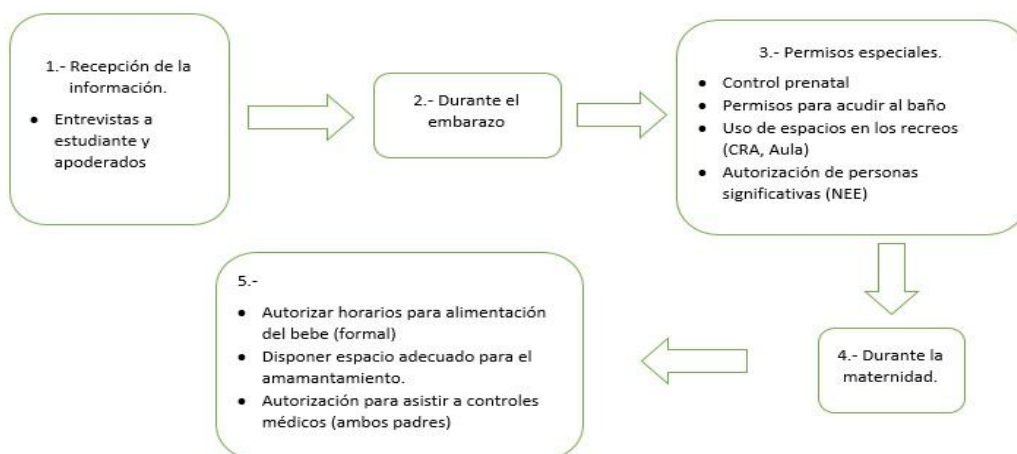 1.- Recepción de la
información.
● Entrevistas a
estudiante y
apoderados
2.- Durante el
embarazo
3.- Permisos especiales.
● Control prenatal
● Permisos para acudir al baño
● Uso de espacios en los recreos
(CRA, Aula)
● Autorización de personas
significativas (NEE)
4.- Durante la
maternidad.
5.-
● Autorizar horarios para alimentación
del bebe (formal)
● Disponer espacio adecuado para el
amamantamiento.
● Autorización para asistir a controles
médicos (ambos padres)